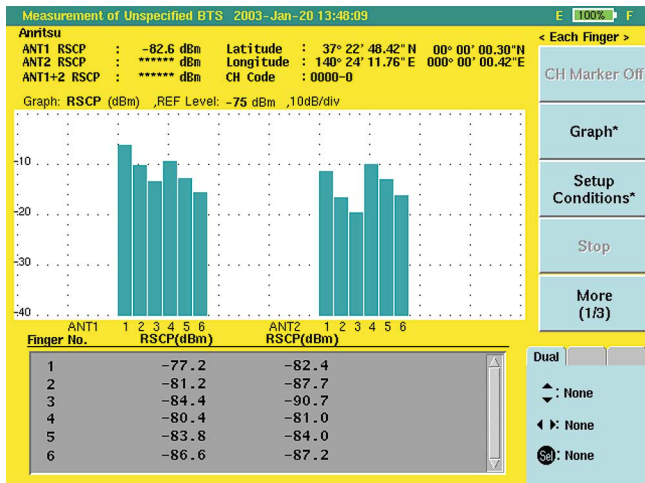 Measurement of Unspecified BTS 2003-Jan-20 13:48:09 E 100% F
Anritsu
ANT1 RSCP : -82.6 dBm Latitude : 37° 22' 48.42"N 00° 00' 00.30"N
ANT2 RSCP : ****** dBm Longitude : 140° 24' 11.76"E 000° 00' 00.42"E
ANT1+2 RSCP : ****** dBm CH Code : 0000-0
Graph: RSCP (dBm) ,REF Level: -75 dBm ,10dB/div
-10
-20
-30
-40
ANT1 1 2 3 4 5 6 ANT2 1 2 3 4 5 6
Finger No. RSCP(dBm) RSCP(dBm)
1 -77.2 -82.4
2 -81.2 -87.7
3 -84.4 -90.7
4 -80.4 -81.0
5 -83.8 -84.0
6 -86.6 -87.2
< Each Finger >
CH Marker Off
Graph*
Setup
Conditions*
Stop
More
(1/3)
Dual
: None
: None
Sel: None